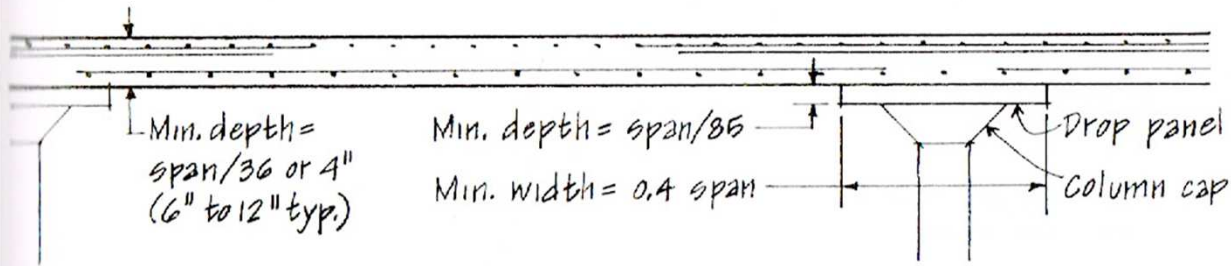 Min. depth =
span/36 or 4"
(6" to 12" typ.)
Min. depth = span/85
Min. width = 0.4 span
Drop panel
Column cap